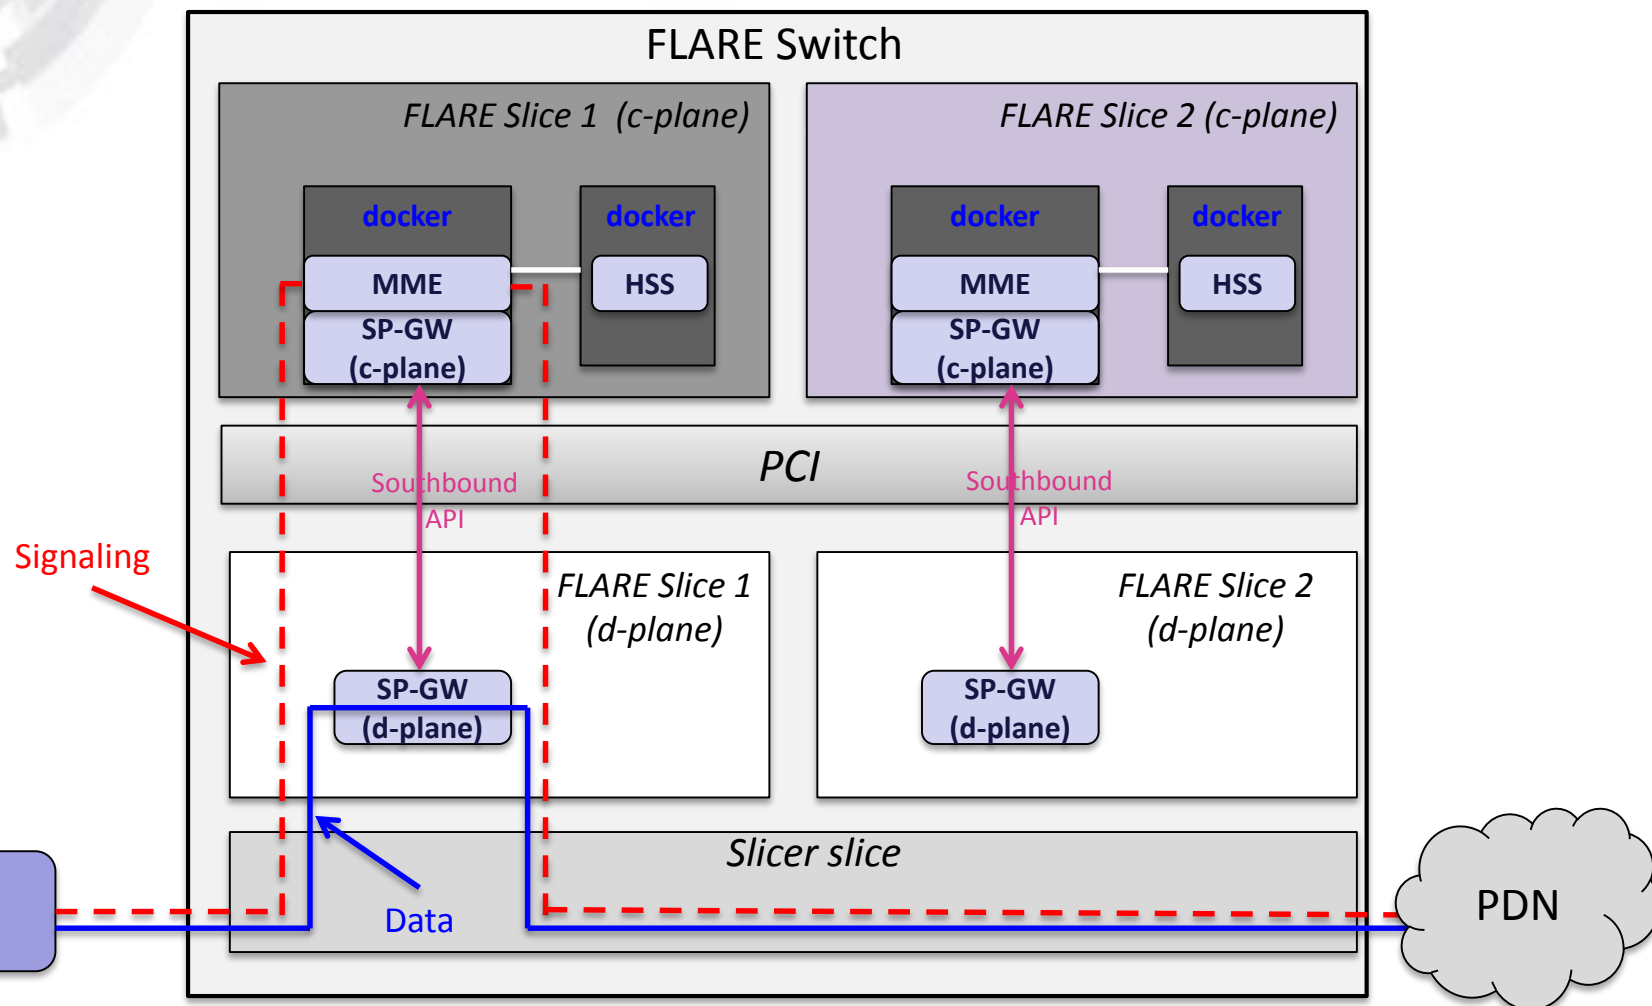 FLARE Switch
FLARE Slice 1 (c-plane)
FLARE Slice 2 (c-plane)
docker
docker
docker
docker
MME
HSS
MME
HSS
SP-GW
(c-plane)
SP-GW
(c-plane)
PCI
Southbound
API
Southbound
API
Signaling
FLARE Slice 1
(d-plane)
FLARE Slice 2
(d-plane)
SP-GW
(d-plane)
SP-GW
(d-plane)
Slicer slice
Data
PDN